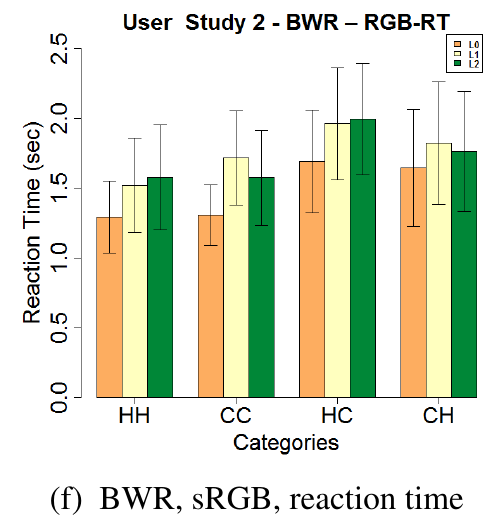 User Study 2 - BWR – RGB-RT
L0
L1
L2
Reaction Time (sec)
2.5
2.0
1.5
1.0
0.5
0.0
HH CC HC CH
Categories
(f) BWR, sRGB, reaction time